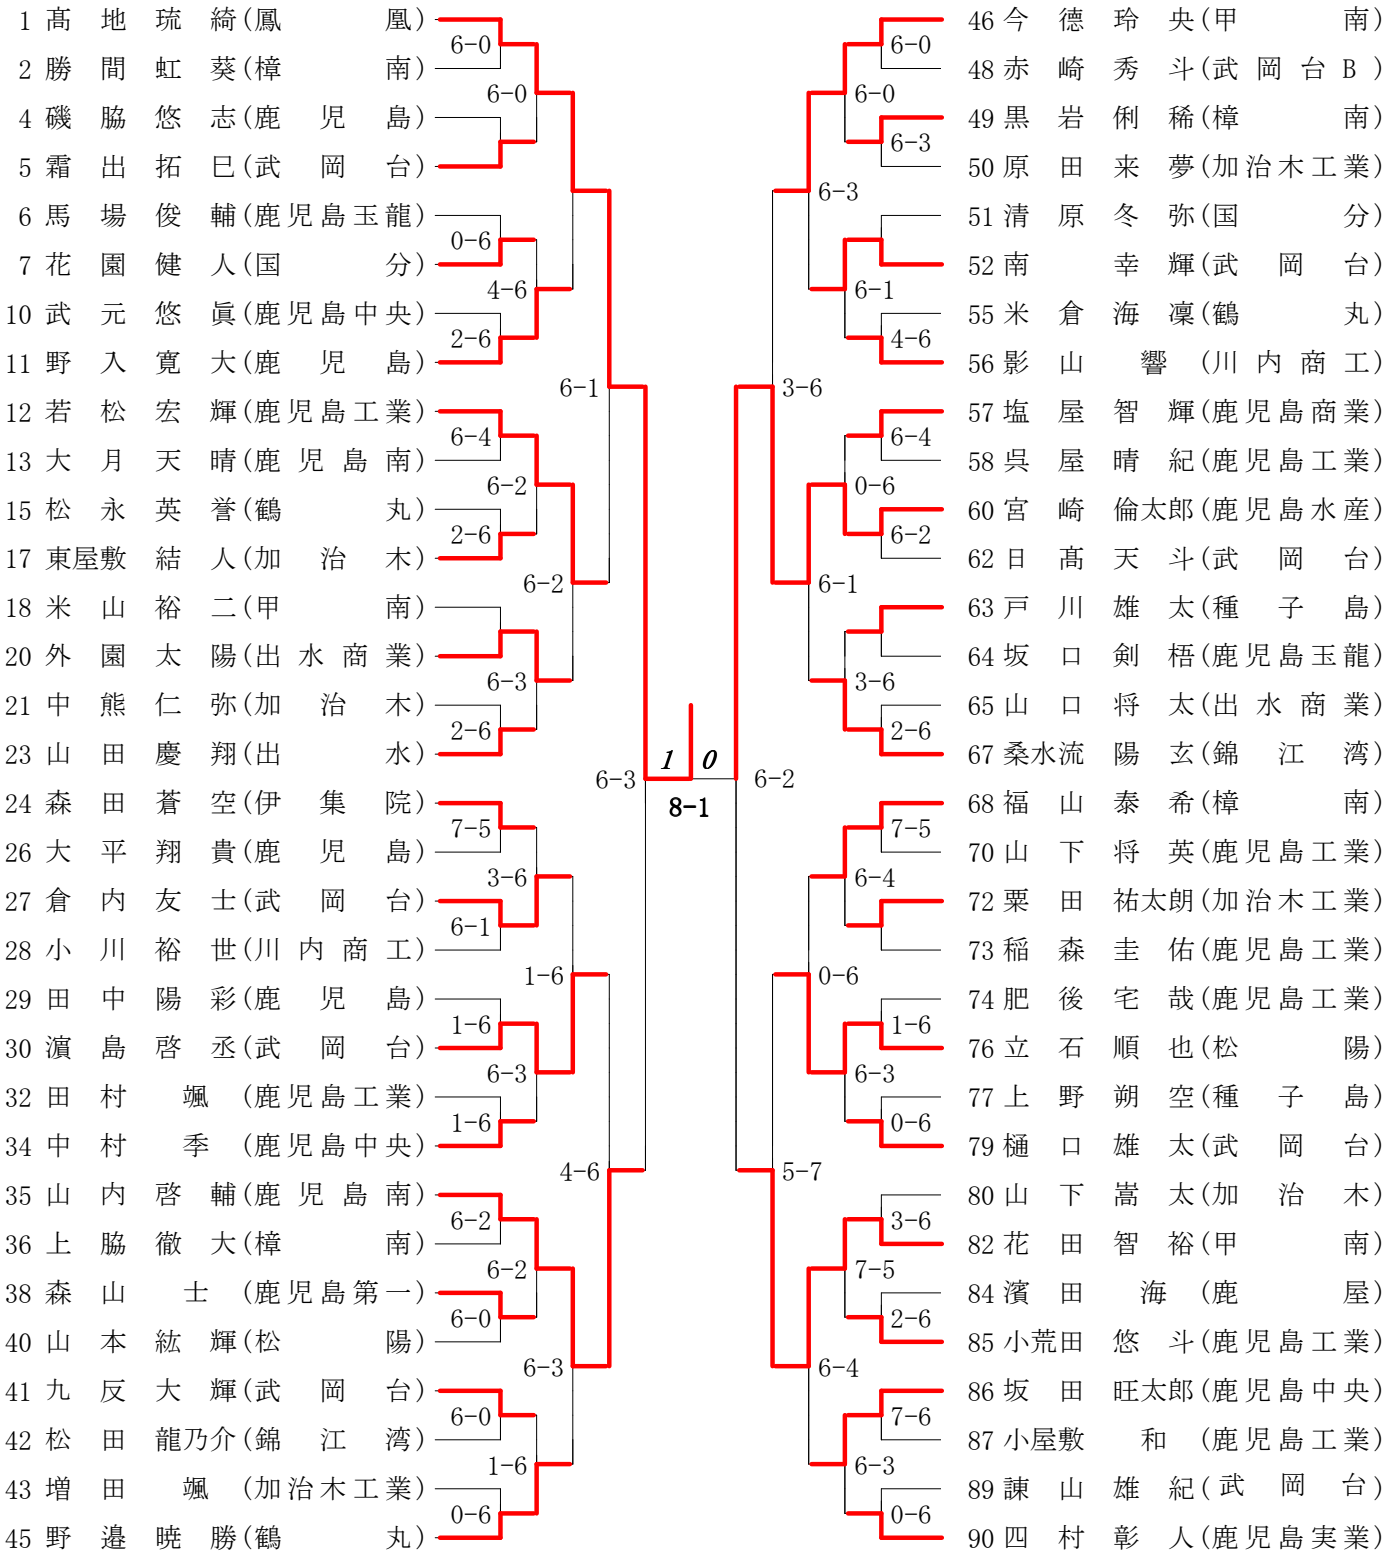 1 髙地琉綺(鳳凰)
2 勝間虹葵(樟南)
4 磯脇悠志(鹿児島)
5 霜出拓巳(武岡台)
6 馬場俊輔(鹿児島玉龍)
7 花園健人(国分)
10 武元悠眞(鹿児島中央)
11 野入寛大(鹿児島)
12 若松宏輝(鹿児島工業)
13 大月天晴(鹿児島南)
15 松永英誉(鶴丸)
17 東屋敷結人(加治木)
18 米山裕二(甲南)
20 外園太陽(出水商業)
21 中熊仁弥(加治木)
23 山田慶翔(出水)
24 森田蒼空(伊集院)
26 大平翔貴(鹿児島)
27 倉内友士(武岡台)
28 小川裕世(川内商工)
29 田中陽彩(鹿児島)
30 濵島啓丞(武岡台)
32 田村颯(鹿児島工業)
34 中村季(鹿児島中央)
35 山内啓輔(鹿児島南)
36 上脇徹大(樟南)
38 森山士(鹿児島第一)
40 山本紘輝(松陽)
41 九反大輝(武岡台)
42 松田龍乃介(錦江湾)
43 増田颯(加治木工業)
45 野邉暁勝(鶴丸)
6-0
0-6
2-6
6-4
2-6
2-6
7-5
6-1
1-6
1-6
6-2
6-0
6-0
0-6
6-0
4-6
6-2
6-3
3-6
6-3
6-2
1-6
6-2
1-6
6-3
6-1
4-6
6-3
1 0
8-1
6-2
3-6
5-7
6-3
6-1
0-6
6-4
6-0
6-1
0-6
3-6
6-4
6-3
7-5
6-3
6-0
6-3
4-6
6-4
6-2
2-6
7-5
1-6
0-6
3-6
2-6
7-6
0-6
46 今德玲央(甲南)
48 赤崎秀斗(武岡台B)
49 黒岩俐稀(樟南)
50 原田来夢(加治木工業)
51 清原冬弥(国分)
52 南幸輝(武岡台)
55 米倉海凜(鶴丸)
56 影山響(川内商工)
57 塩屋智輝(鹿児島商業)
58 呉屋晴紀(鹿児島工業)
60 宮崎倫太郎(鹿児島水産)
62 日髙天斗(武岡台)
63 戸川雄太(種子島)
64 坂口剣梧(鹿児島玉龍)
65 山口将太(出水商業)
67 桑水流陽玄(錦江湾)
68 福山泰希(樟南)
70 山下将英(鹿児島工業)
72 栗田祐太朗(加治木工業)
73 稲森圭佑(鹿児島工業)
74 肥後宅哉(鹿児島工業)
76 立石順也(松陽)
77 上野朔空(種子島)
79 樋口雄太(武岡台)
80 山下嵩太(加治木)
82 花田智裕(甲南)
84 濱田海(鹿屋)
85 小荒田悠斗(鹿児島工業)
86 坂田旺太郎(鹿児島中央)
87 小屋敷和(鹿児島工業)
89 諌山雄紀(武岡台)
90 四村彰人(鹿児島実業)